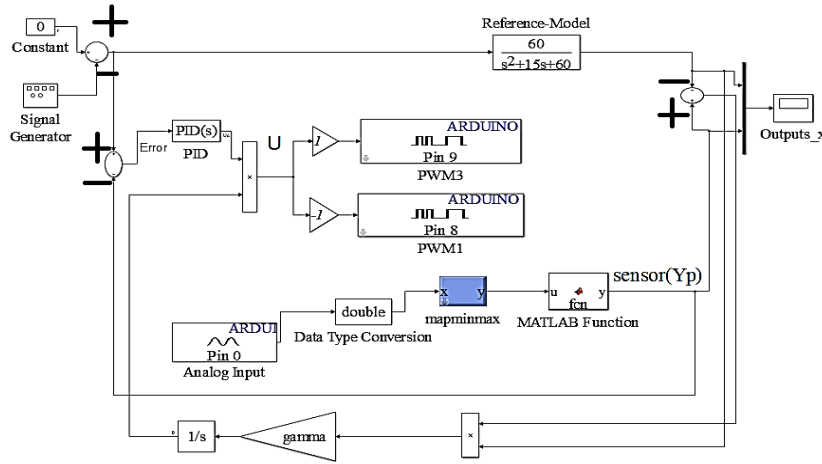 Reference-Model
0
Constant
60
s²+15s+60
Signal
Generator
Outputs_
Error
PID(s)
PID
×
U
1
ARDUINO
Pin 9
PWM3
-1
ARDUINO
Pin 8
PWM1
sensor(Yp)
double
Data Type Conversion
x
y
mapminmax
u
fcn
y
MATLAB Function
ARDUI
Pin 0
Analog Input
1/s
gamma
×